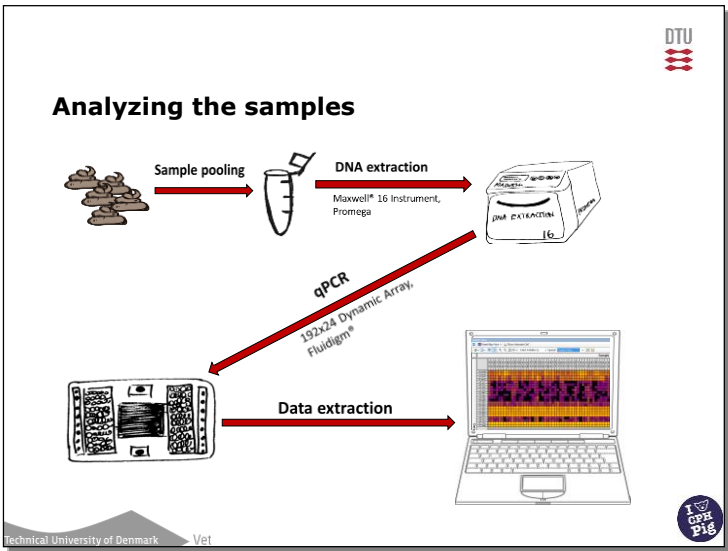 DTU
Analyzing the samples
Sample pooling
DNA extraction
Maxwell® 16 Instrument,
Promega
MAXWELL
DNA EXTRACTION
16
qPCR
192x24 Dynamic Array,
Fluidigm®
Data extraction
Technical University of Denmark
Vet
I
CPH
Pig